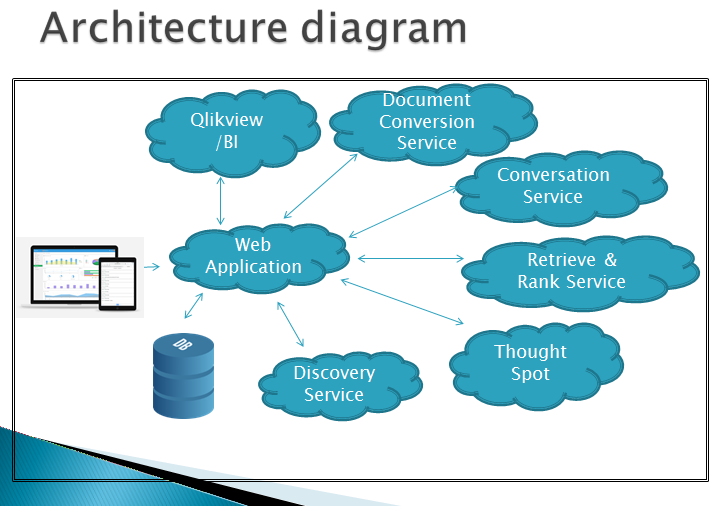 Architecture diagram
Qlikview
/BI
Document
Conversion
Service
Conversation
Service
Web
Application
Retrieve &
Rank Service
DB
Thought
Spot
Discovery
Service